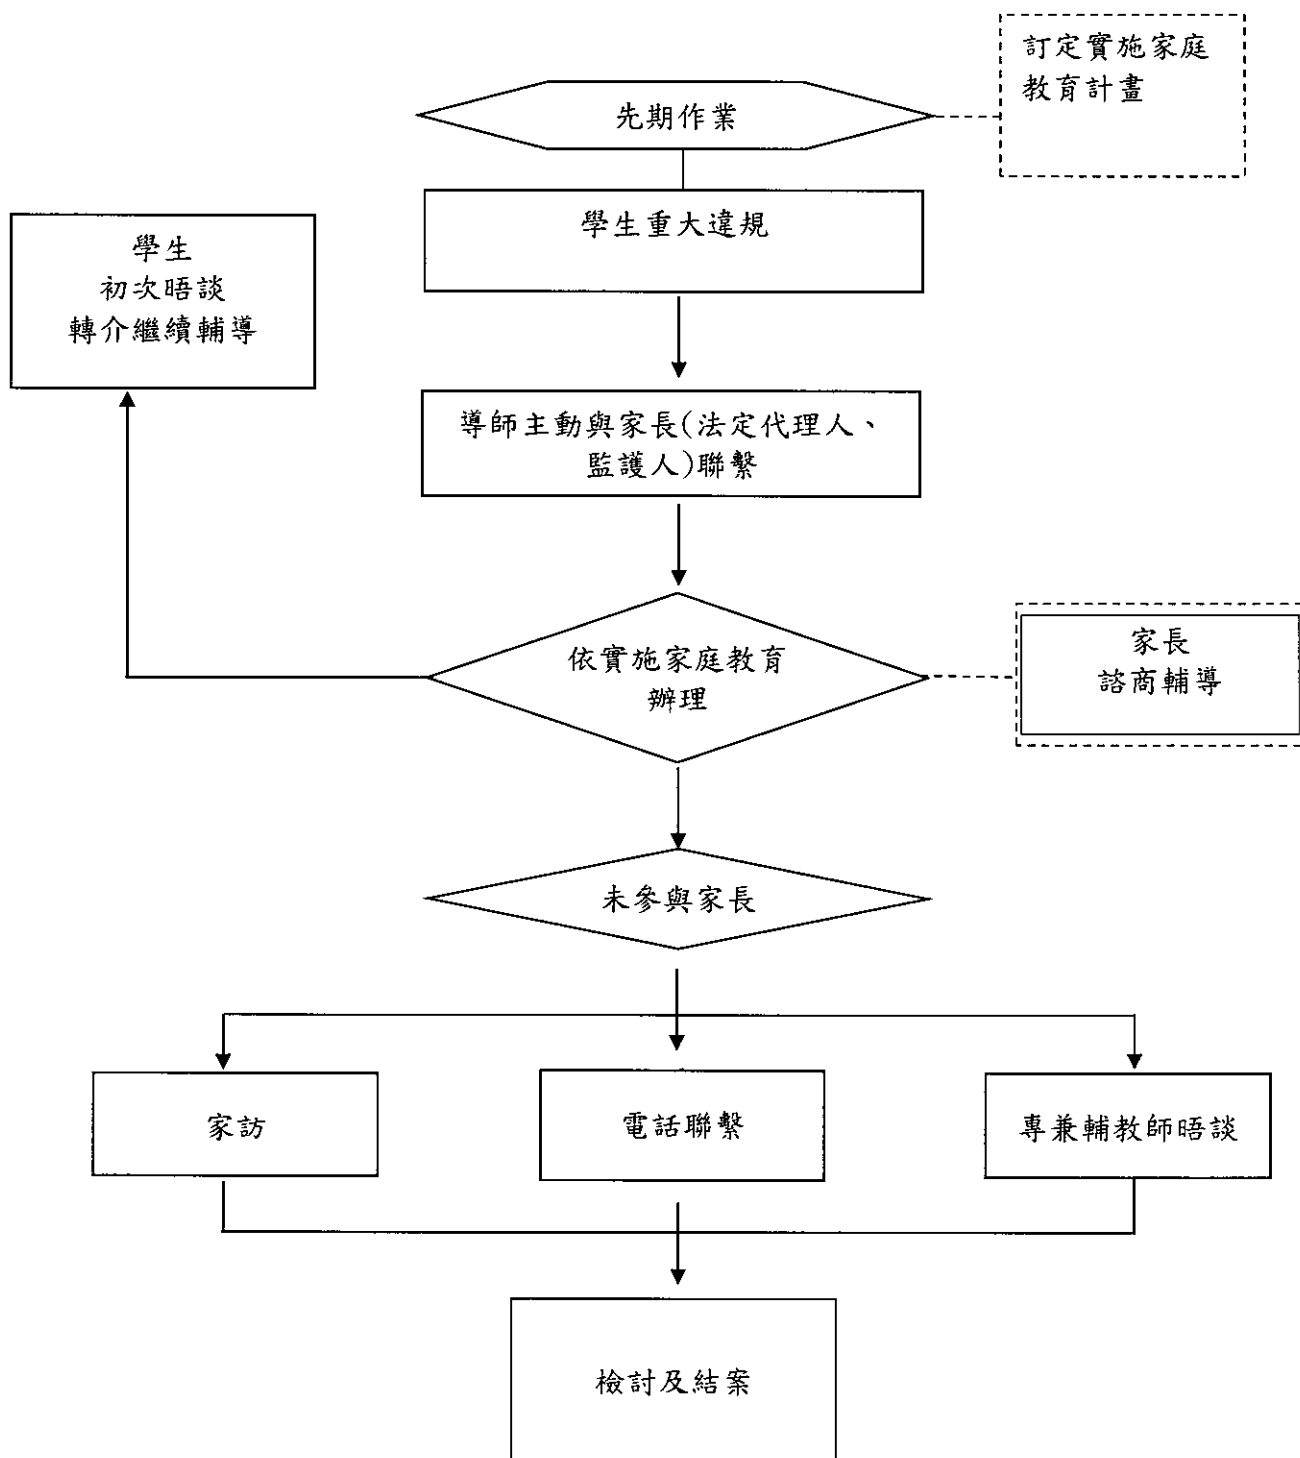 訂定實施家庭
教育計畫
先期作業
學生重大違規
學生
初次晤談
轉介繼續輔導
導師主動與家長(法定代理人、
監護人)聯繫
依實施家庭教育
辦理
家長
諮商輔導
未參與家長
家訪
電話聯繫
專兼輔教師晤談
檢討及結案